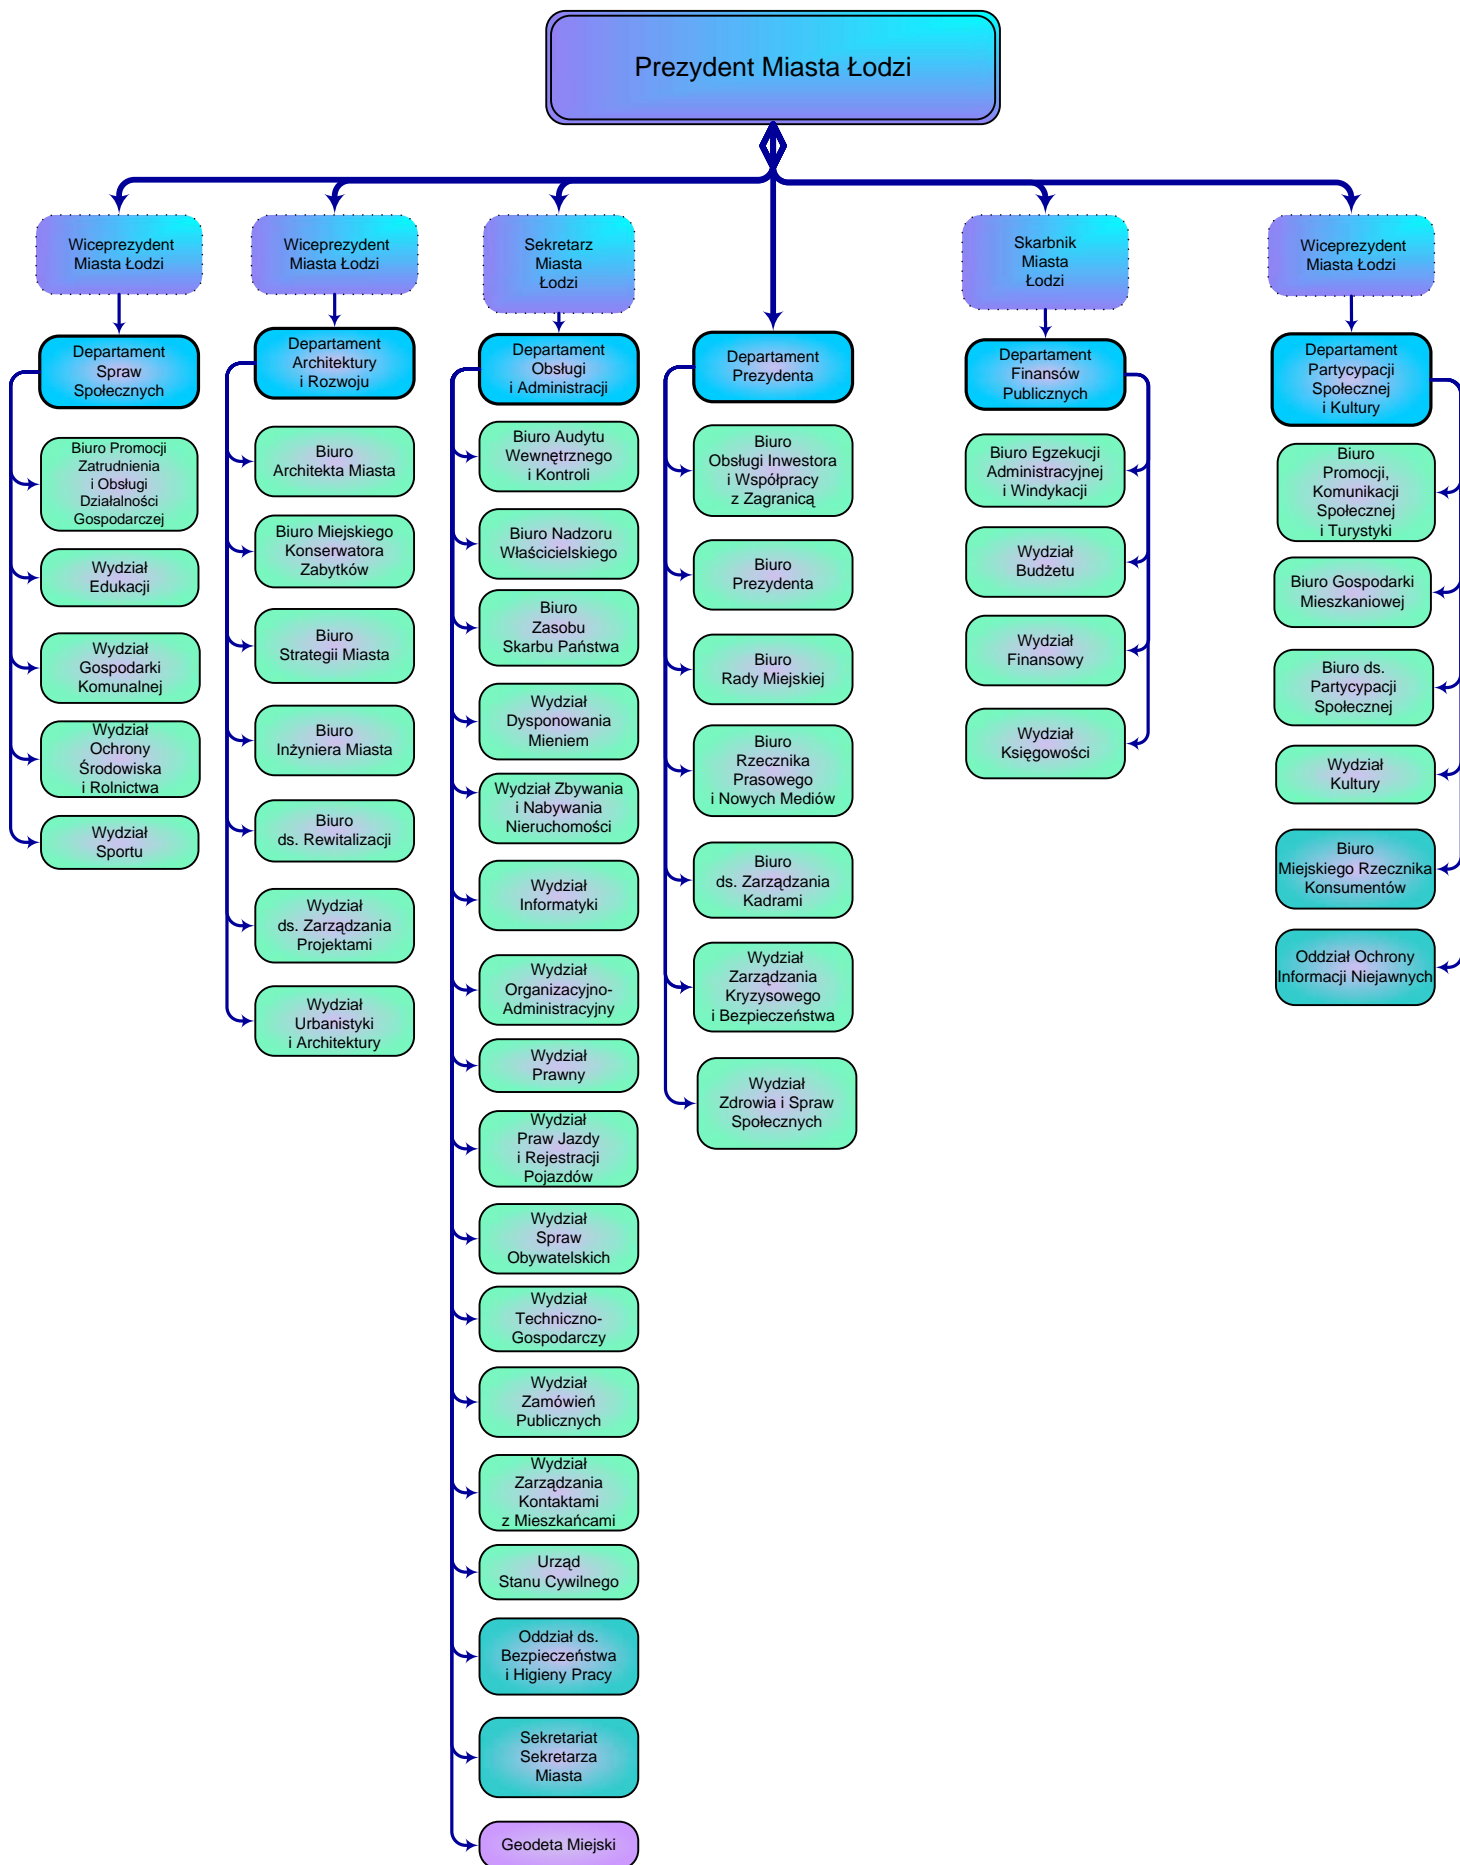 Prezydent Miasta Łodzi
Wiceprezydent
Miasta Łodzi
Departament
Spraw
Społecznych
Biuro Promocji
Zatrudnienia
i Obsługi
Działalności
Gospodarczej
Wydział
Edukacji
Wydział
Gospodarki
Komunalnej
Wydział
Ochrony
Środowiska
i Rolnictwa
Wydział
Sportu
Wiceprezydent
Miasta Łodzi
Departament
Architektury
i Rozwoju
Biuro
Architekta Miasta
Biuro Miejskiego
Konserwatora
Zabytków
Biuro
Strategii Miasta
Biuro
Inżyniera Miasta
Biuro
ds. Rewitalizacji
Wydział
ds. Zarządzania
Projektami
Wydział
Urbanistyki
i Architektury
Sekretarz
Miasta
Łodzi
Departament
Obsługi
i Administracji
Biuro Audytu
Wewnętrznego
i Kontroli
Biuro Nadzoru
Właścicielskiego
Biuro
Zasobu
Skarbu Państwa
Wydział
Dysponowania
Mieniem
Wydział Zbywania
i Nabywania
Nieruchomości
Wydział
Informatyki
Wydział
Organizacyjno-
Administracyjny
Wydział
Prawny
Wydział
Praw Jazdy
i Rejestracji
Pojazdów
Wydział
Spraw
Obywatelskich
Wydział
Techniczno-
Gospodarczy
Wydział
Zamówień
Publicznych
Wydział
Zarządzania
Kontaktami
z Mieszkańcami
Urząd
Stanu Cywilnego
Oddział ds.
Bezpieczeństwa
i Higieny Pracy
Sekretariat
Sekretarza
Miasta
Geodeta Miejski
Departament
Prezydenta
Biuro
Obsługi Inwestora
i Współpracy
z Zagranicą
Biuro
Prezydenta
Biuro
Rady Miejskiej
Biuro
Rzecznika
Prasowego
i Nowych Mediów
Biuro
ds. Zarządzania
Kadrami
Wydział
Zarządzania
Kryzysowego
i Bezpieczeństwa
Wydział
Zdrowia i Spraw
Społecznych
Skarbnik
Miasta
Łodzi
Departament
Finansów
Publicznych
Biuro Egzekucji
Administracyjnej
i Windykacji
Wydział
Budżetu
Wydział
Finansowy
Wydział
Księgowości
Wiceprezydent
Miasta Łodzi
Departament
Partycypacji
Społecznej
i Kultury
Biuro
Promocji,
Komunikacji
Społecznej
i Turystyki
Biuro Gospodarki
Mieszkaniowej
Biuro ds.
Partycypacji
Społecznej
Wydział
Kultury
Biuro
Miejskiego Rzecznika
Konsumentów
Oddział Ochrony
Informacji Niejawnych